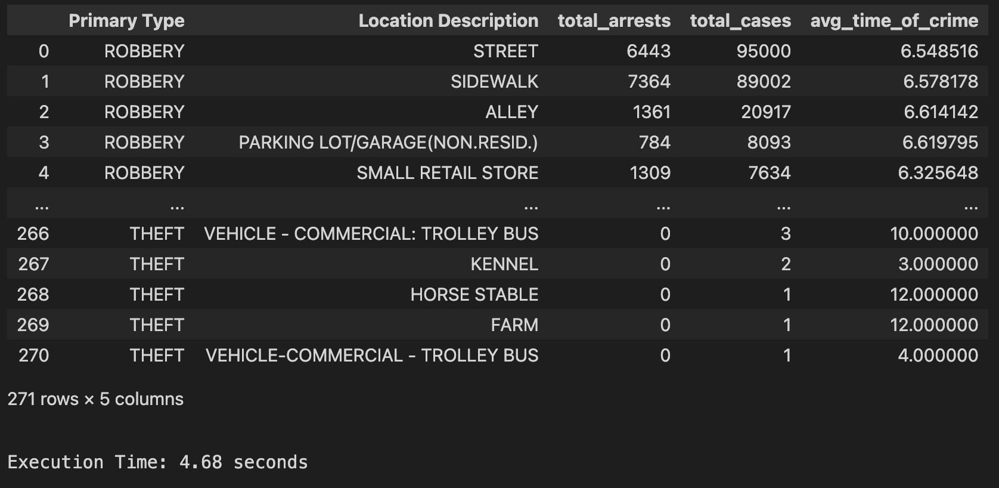 Primary Type Location Description total_arrests total_cases avg_time_of_crime
0 ROBBERY STREET 6443 95000 6.548516
1 ROBBERY SIDEWALK 7364 89002 6.578178
2 ROBBERY ALLEY 1361 20917 6.614142
3 ROBBERY PARKING LOT/GARAGE(NON.RESID.) 784 8093 6.619795
4 ROBBERY SMALL RETAIL STORE 1309 7634 6.325648
... ... ... ... ... ...
266 THEFT VEHICLE - COMMERCIAL: TROLLEY BUS 0 3 10.000000
267 THEFT KENNEL 0 2 3.000000
268 THEFT HORSE STABLE 0 1 12.000000
269 THEFT FARM 0 1 12.000000
270 THEFT VEHICLE-COMMERCIAL - TROLLEY BUS 0 1 4.000000
271 rows × 5 columns
Execution Time: 4.68 seconds